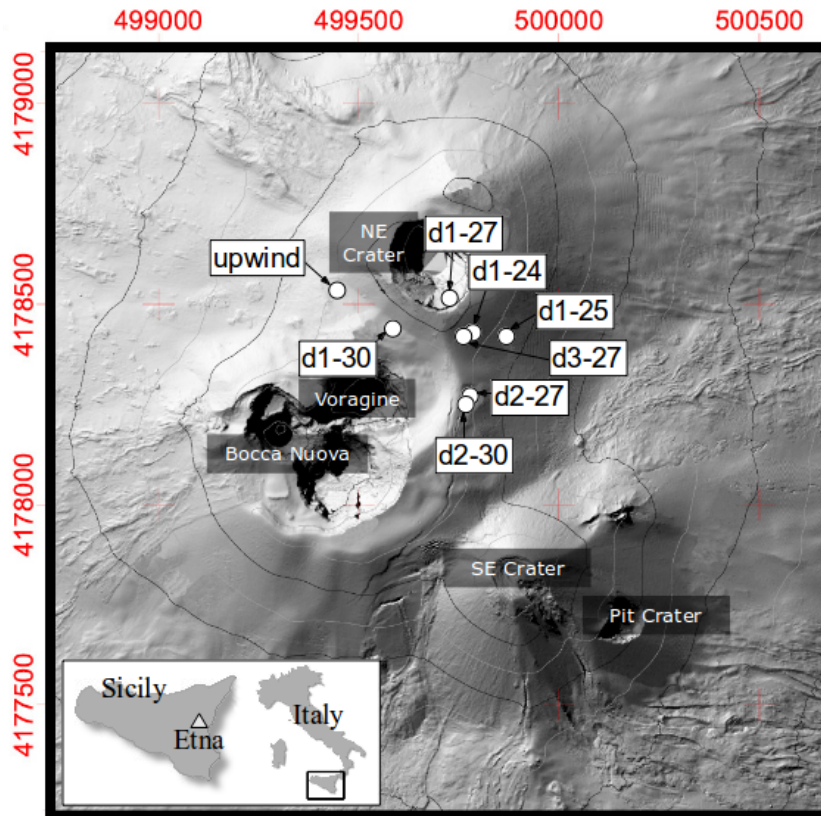 499000
499500
500000
500500
4179000
4178500
4178000
4177500
NE
Crater
d1-27
upwind
d1-24
d1-25
d1-30
d3-27
Voragine
d2-27
Bocca Nuova
d2-30
SE Crater
Pit Crater
Sicily
Italy
Etna